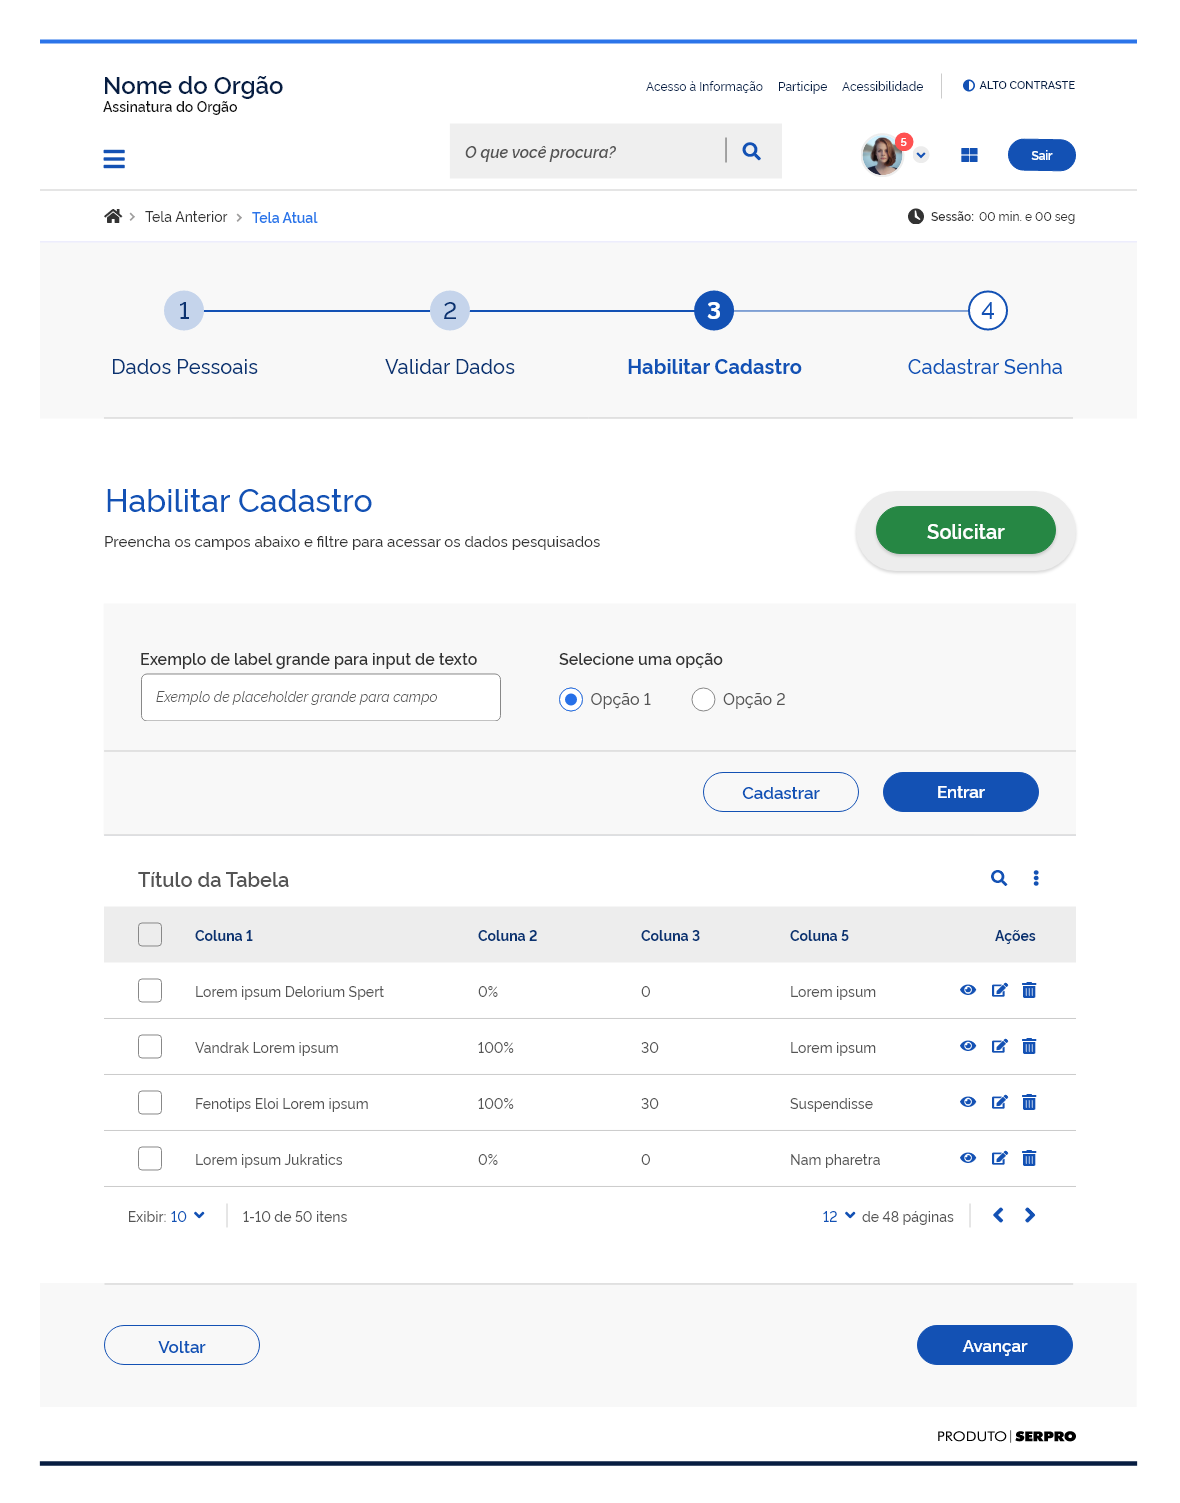 Nome do Orgão
Assinatura do Orgão
Acesso à Informação Participe Acessibilidade ALTO CONTRASTE
O que você procura?
5
Sair
Tela Anterior Tela Atual
Sessão: 00 min. e 00 seg
1 2 3 4
Dados Pessoais Validar Dados Habilitar Cadastro Cadastrar Senha
Habilitar Cadastro
Preencha os campos abaixo e filtre para acessar os dados pesquisados
Solicitar
Exemplo de label grande para input de texto
Exemplo de placeholder grande para campo
Selecione uma opção
Opção 1 Opção 2
Cadastrar Entrar
Título da Tabela
Coluna 1 Coluna 2 Coluna 3 Coluna 5 Ações
Lorem ipsum Delorium Spert 0% 0 Lorem ipsum
Vandrak Lorem ipsum 100% 30 Lorem ipsum
Fenotips Eloi Lorem ipsum 100% 30 Suspendisse
Lorem ipsum Jukratics 0% 0 Nam pharetra
Exibir: 10 1-10 de 50 itens 12 de 48 páginas
Voltar Avançar
PRODUTO | SERPRO